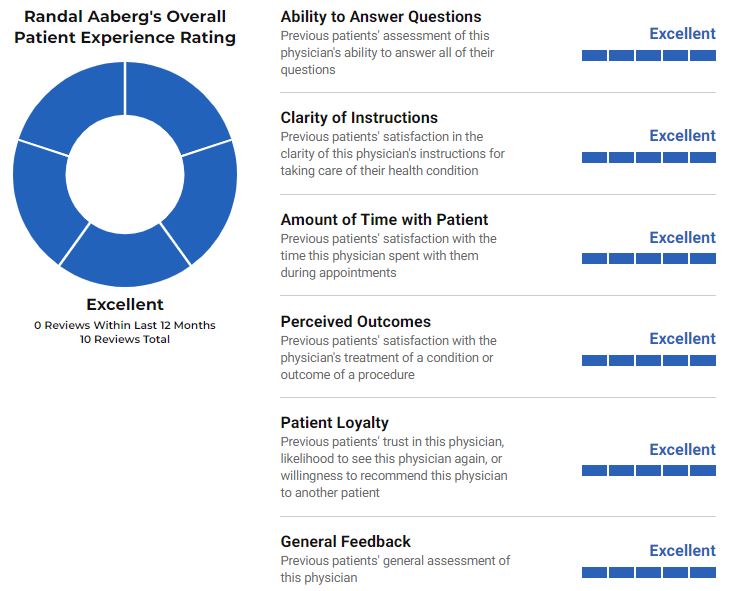 Randal Aaberg's Overall
Patient Experience Rating
Excellent
0 Reviews Within Last 12 Months
10 Reviews Total
Ability to Answer Questions
Previous patients' assessment of this
physician's ability to answer all of their
questions
Excellent
Clarity of Instructions
Previous patients' satisfaction in the
clarity of this physician's instructions for
taking care of their health condition
Excellent
Amount of Time with Patient
Previous patients' satisfaction with the
time this physician spent with them
during appointments
Excellent
Perceived Outcomes
Previous patients' satisfaction with the
physician's treatment of a condition or
outcome of a procedure
Excellent
Patient Loyalty
Previous patients' trust in this physician,
likelihood to see this physician again, or
willingness to recommend this physician
to another patient
Excellent
General Feedback
Previous patients' general assessment of
this physician
Excellent